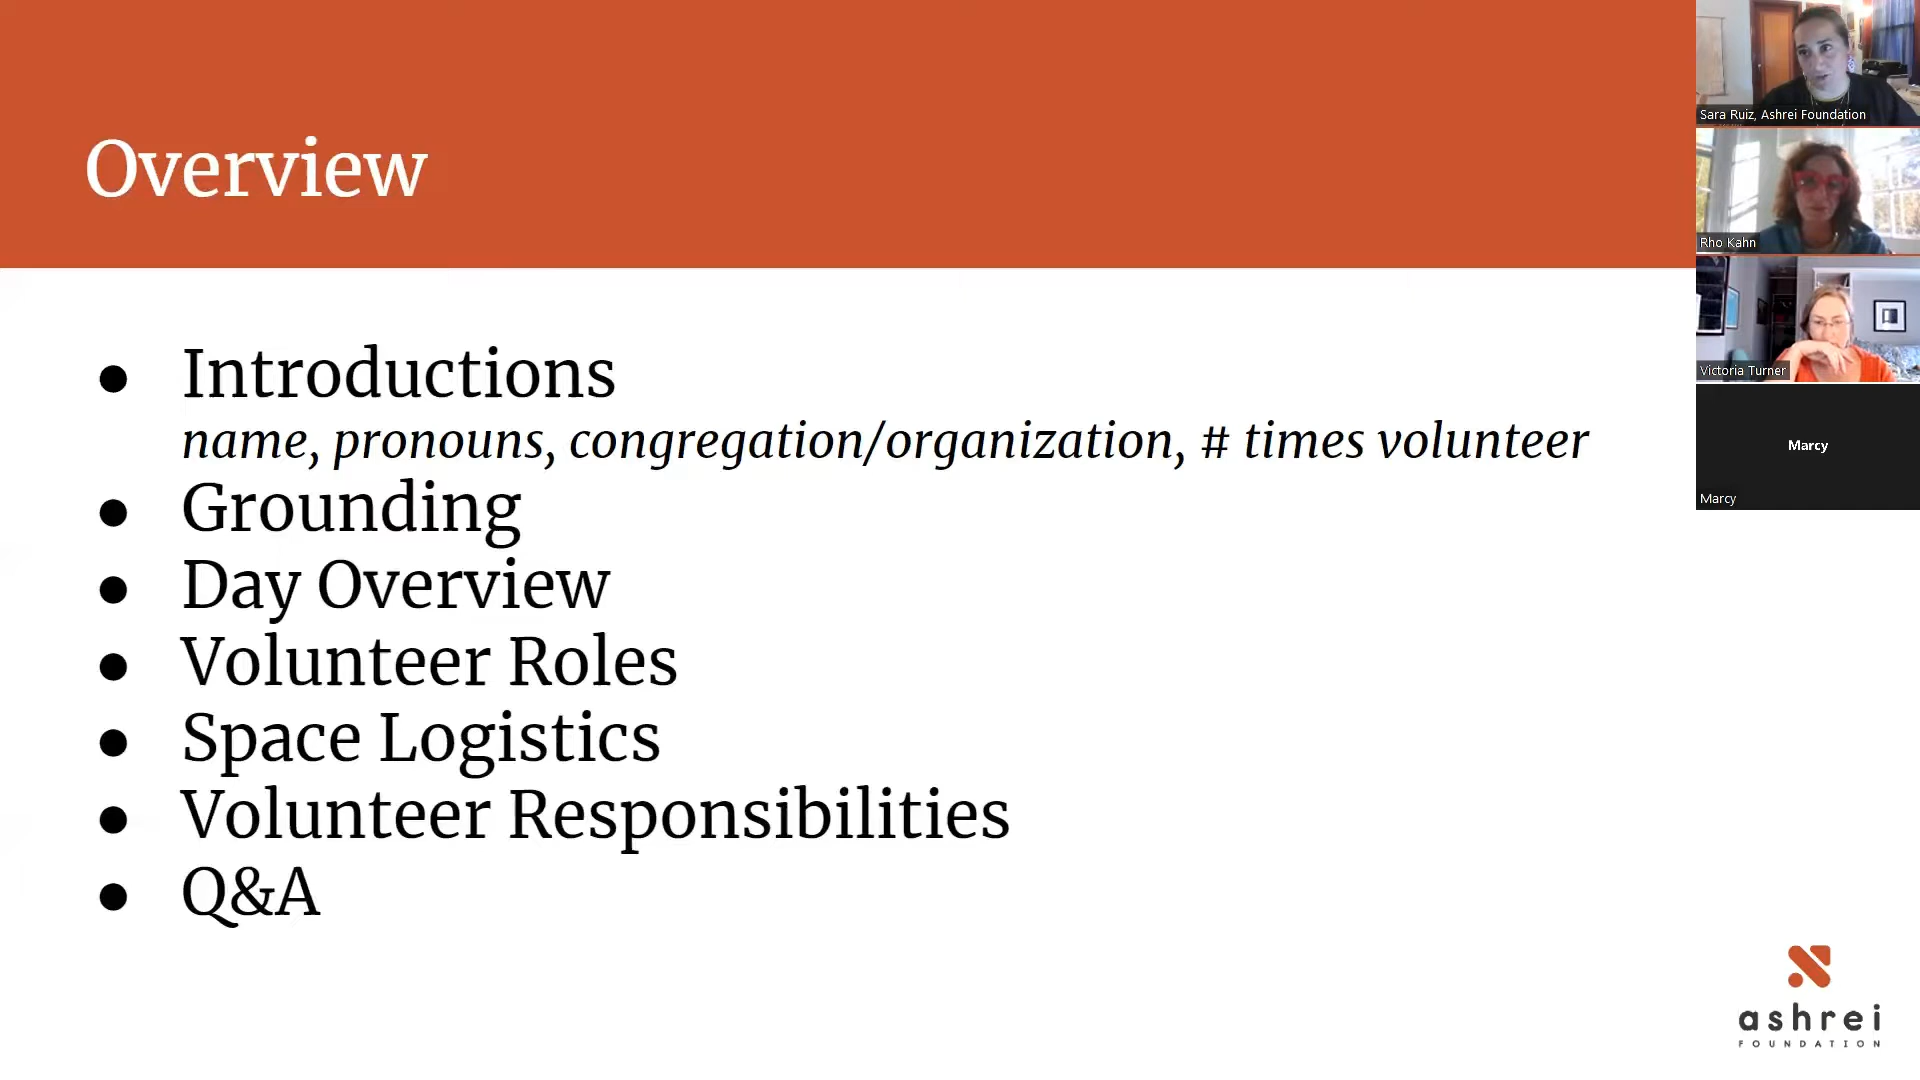 Overview
Introductions
name, pronouns, congregation/organization, # times volunteer
Grounding
Day Overview
Volunteer Roles
Space Logistics
Volunteer Responsibilities
Q&A
Sara Ruiz, Ashrei Foundation
Rho Kahn
Victoria Turner
Marcy
Marcy
ashrei
FOUNDATION